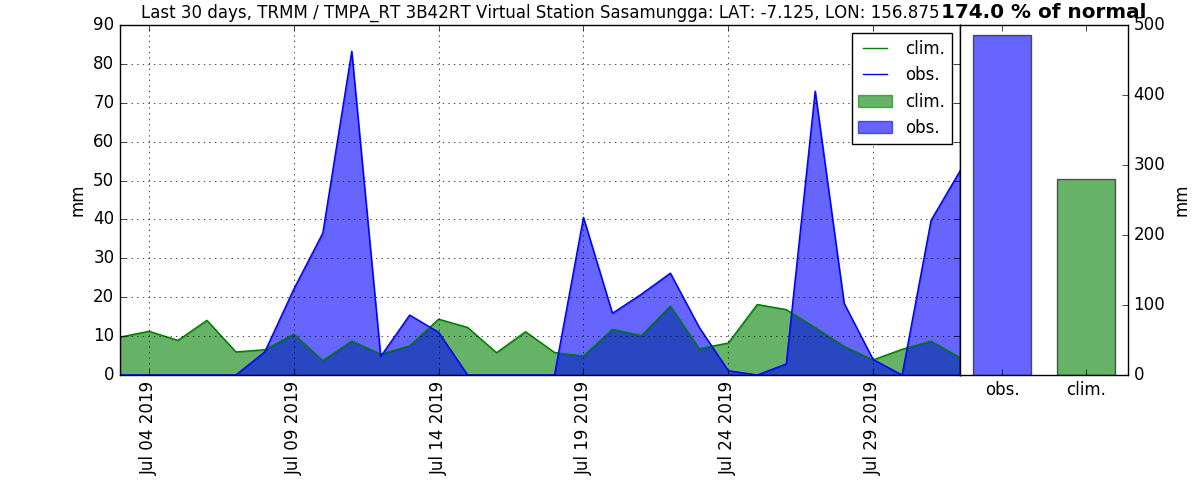 Last 30 days, TRMM / TMPA_RT 3B42RT Virtual Station Sasamungga: LAT: -7.125, LON: 156.875
174.0 % of normal
90
80
70
60
50
40
30
20
10
0
mm
clim.
obs.
clim.
obs.
Jul 04 2019
Jul 09 2019
Jul 14 2019
Jul 19 2019
Jul 24 2019
Jul 29 2019
500
400
300
200
100
0
mm
obs.
clim.